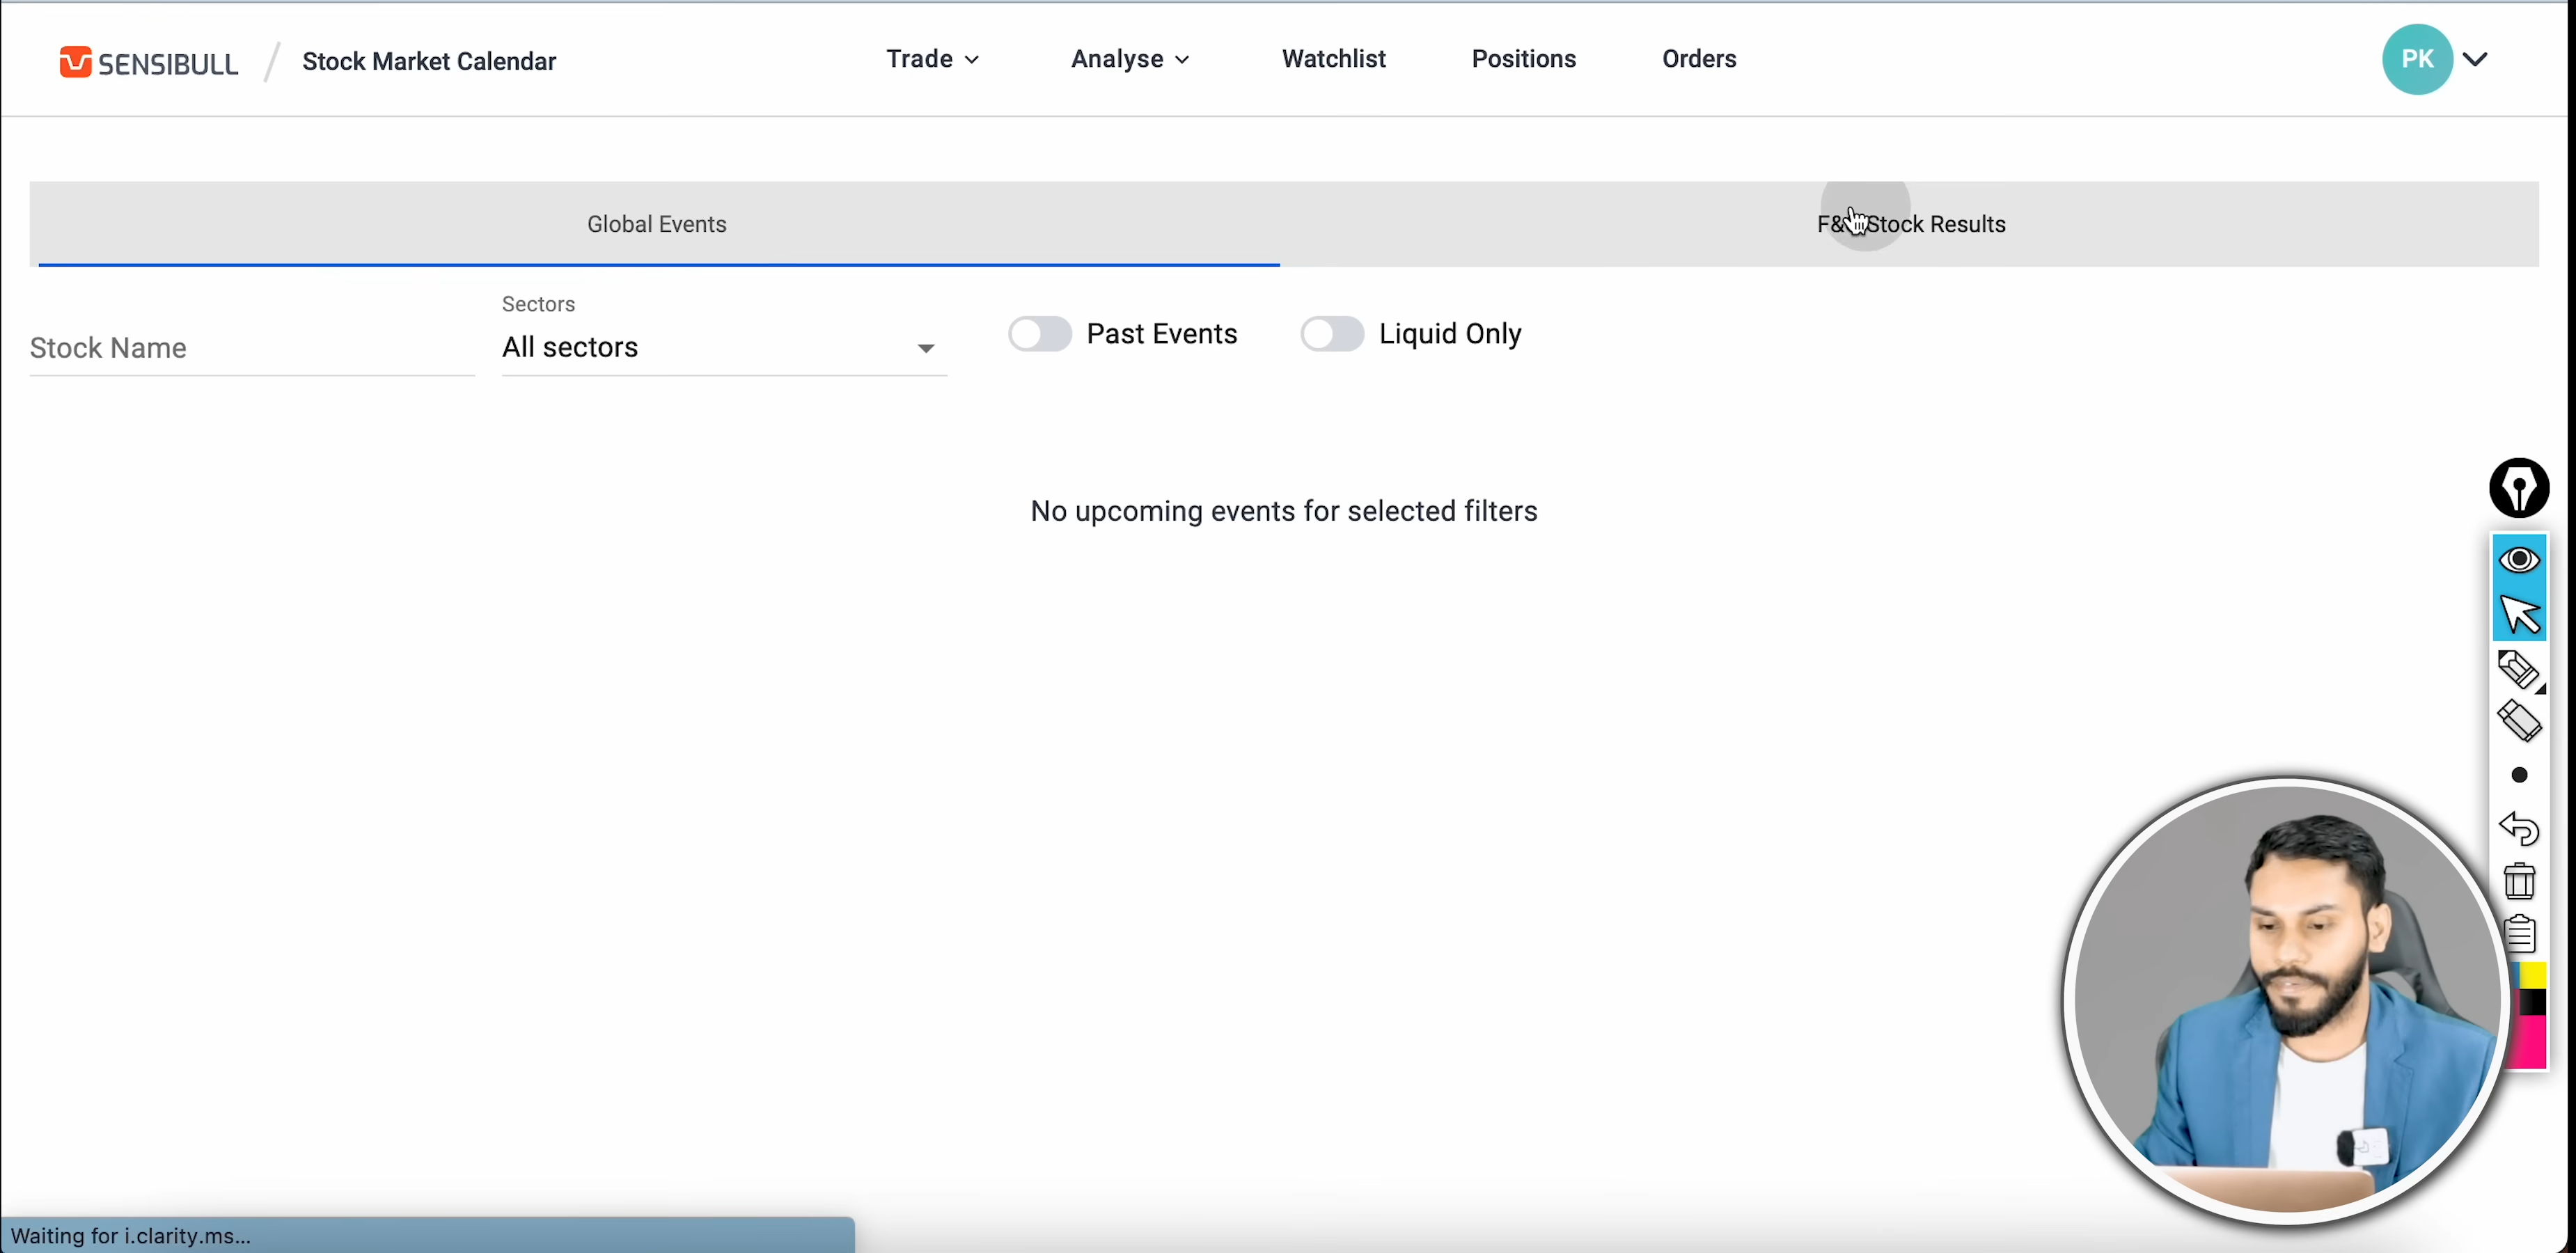 SENSIBULL / Stock Market Calendar
Trade
Analyse
Watchlist
Positions
Orders
PK
Global Events
F& Stock Results
Sectors
Stock Name
All sectors
Past Events
Liquid Only
No upcoming events for selected filters
Waiting for i.clarity.ms...